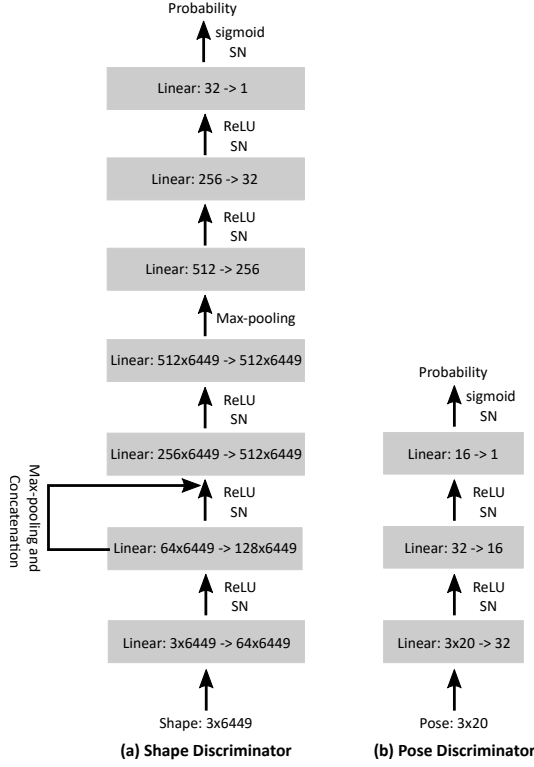 Probability
sigmoid
SN
Linear: 32 -> 1
ReLU
SN
Linear: 256 -> 32
ReLU
SN
Linear: 512 -> 256
Max-pooling
Linear: 512x6449 -> 512x6449
ReLU
SN
Linear: 256x6449 -> 512x6449
Max-pooling and
Concatenation
ReLU
SN
Linear: 64x6449 -> 128x6449
ReLU
SN
Linear: 3x6449 -> 64x6449
Shape: 3x6449
(a) Shape Discriminator
Probability
sigmoid
SN
Linear: 16 -> 1
ReLU
SN
Linear: 32 -> 16
ReLU
SN
Linear: 3x20 -> 32
Pose: 3x20
(b) Pose Discriminator